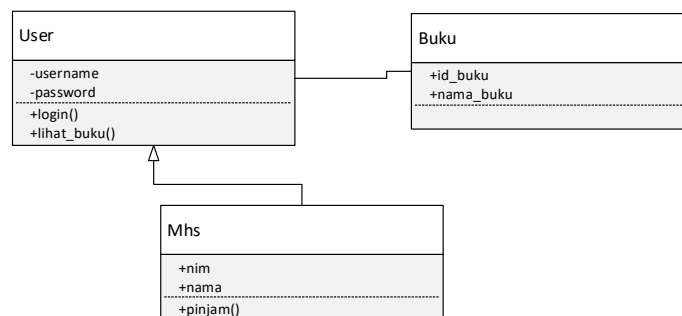 User
-username
-password
+login()
+lihat_buku()
Buku
+id_buku
+nama_buku
Mhs
+nim
+nama
+pinjam()